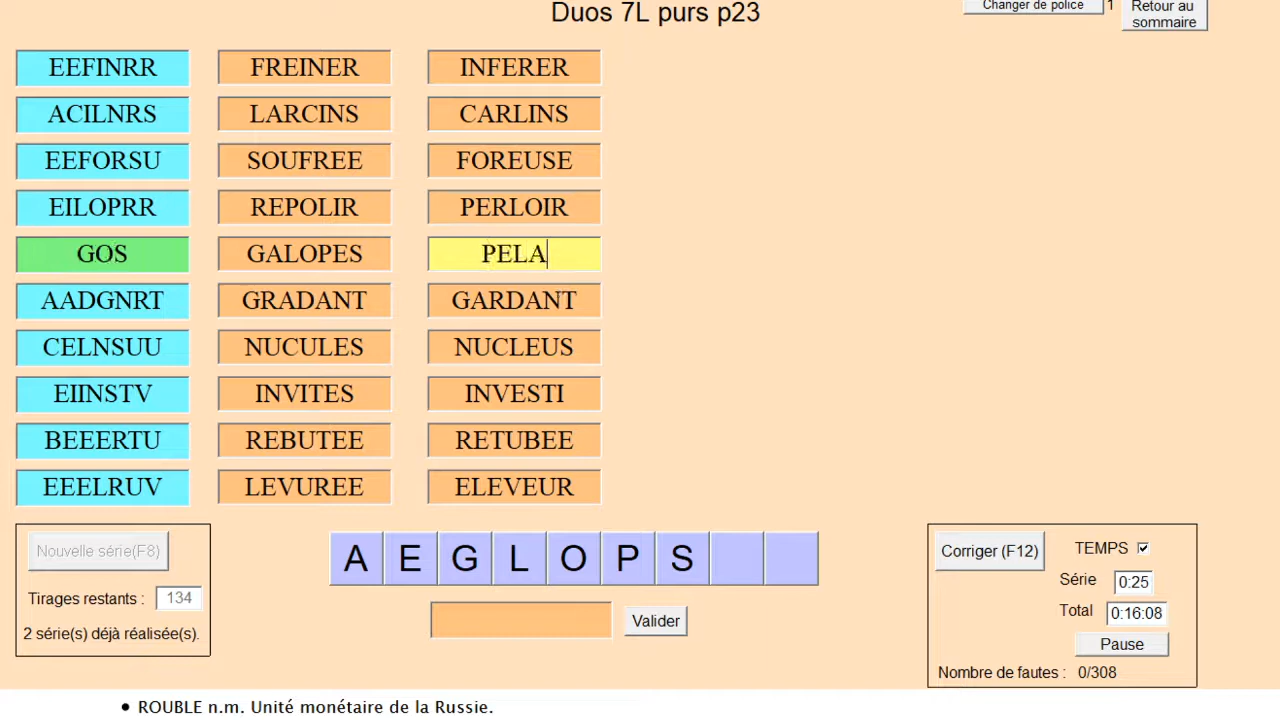 Duos 7L purs p23
Changer de police 1 Retour au sommaire
EEFINRR FREINER INFERER
ACILNRS LARCINS CARLINS
EEFORSU SOUFREE FOREUSE
EILOPRR REPOLIR PERLOIR
GOS GALOPES PELA
AADGNRT GRADANT GARDANT
CELNSUU NUCULES NUCLEUS
EIINSTV INVITES INVESTI
BEEERTU REBUTEE RETUBEE
EEELRUV LEVUREE ELEVEUR
Nouvelle série(F8)
Tirages restants : 134
2 série(s) déjà réalisée(s).
A E G L O P S
Valider
Corriger (F12) TEMPS
Série 0:25
Total 0:16:08
Pause
Nombre de fautes : 0/308
• ROUBLE n.m. Unité monétaire de la Russie.